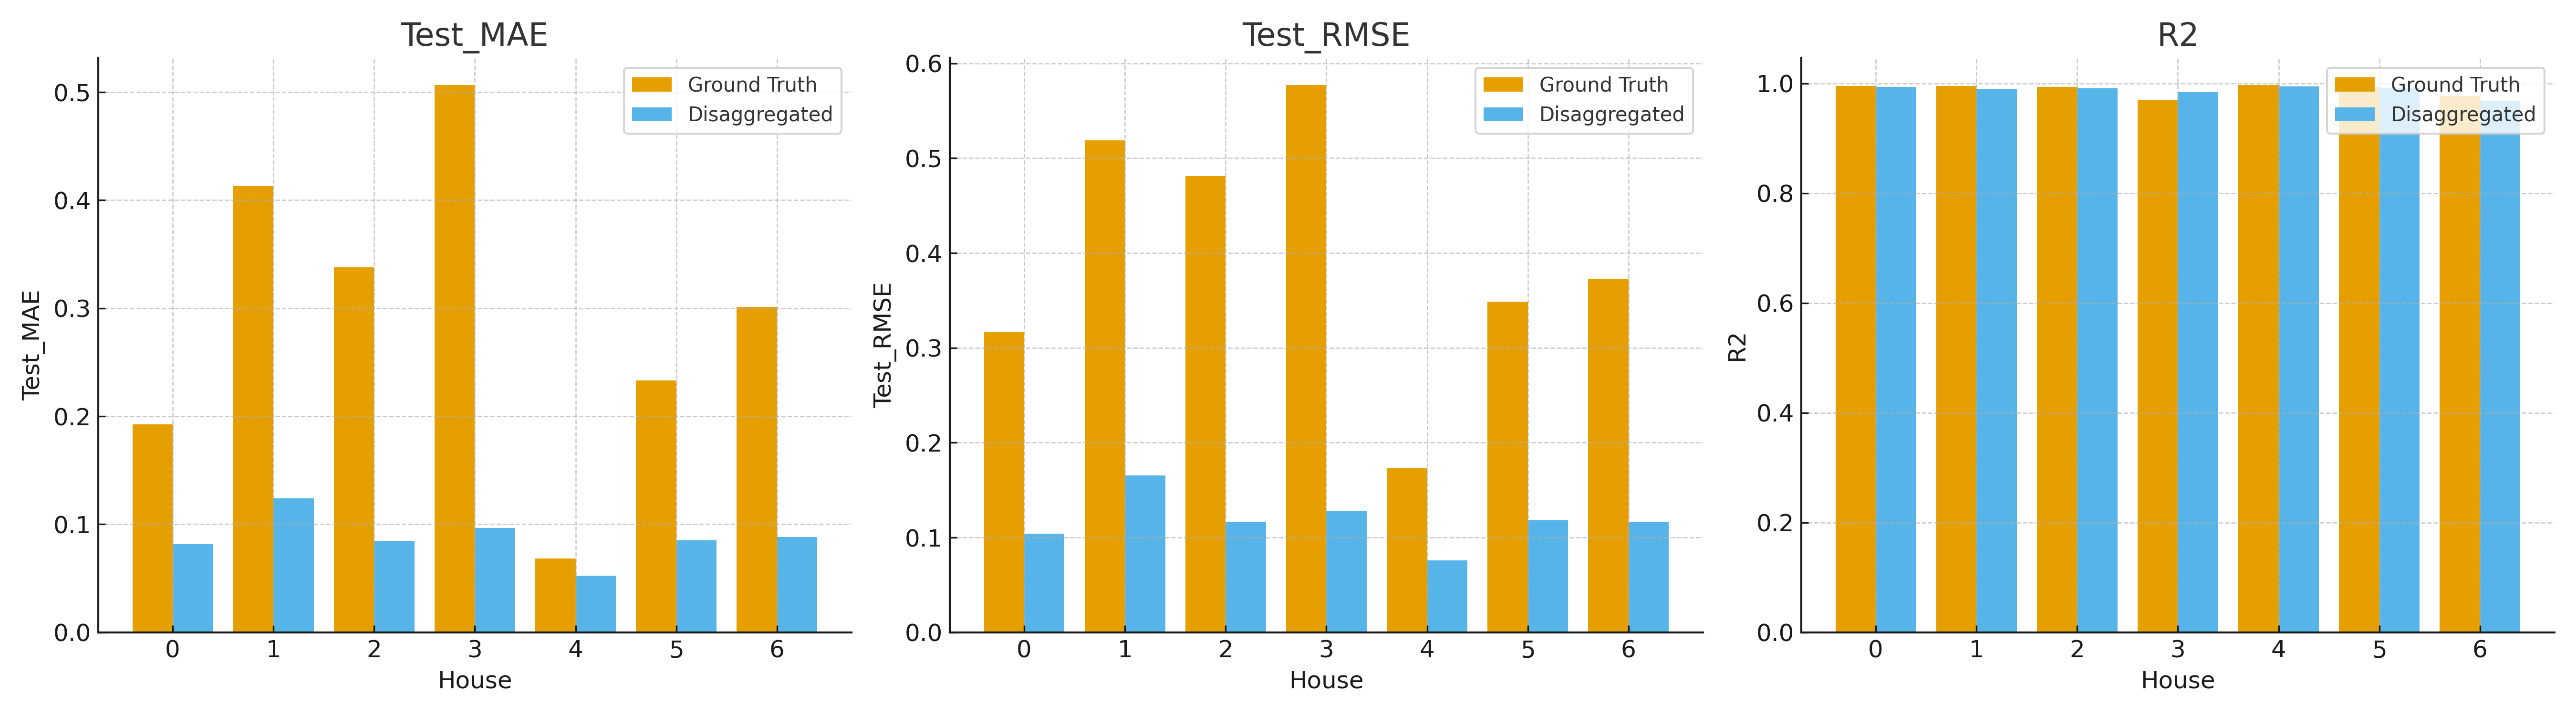 Test_MAE
Test_MAE
0.5
0.4
0.3
0.2
0.1
0.0
0 1 2 3 4 5 6
House
Ground Truth
Disaggregated
Test_RMSE
Test_RMSE
0.6
0.5
0.4
0.3
0.2
0.1
0.0
0 1 2 3 4 5 6
House
Ground Truth
Disaggregated
R2
R2
1.0
0.8
0.6
0.4
0.2
0.0
0 1 2 3 4 5 6
House
Ground Truth
Disaggregated